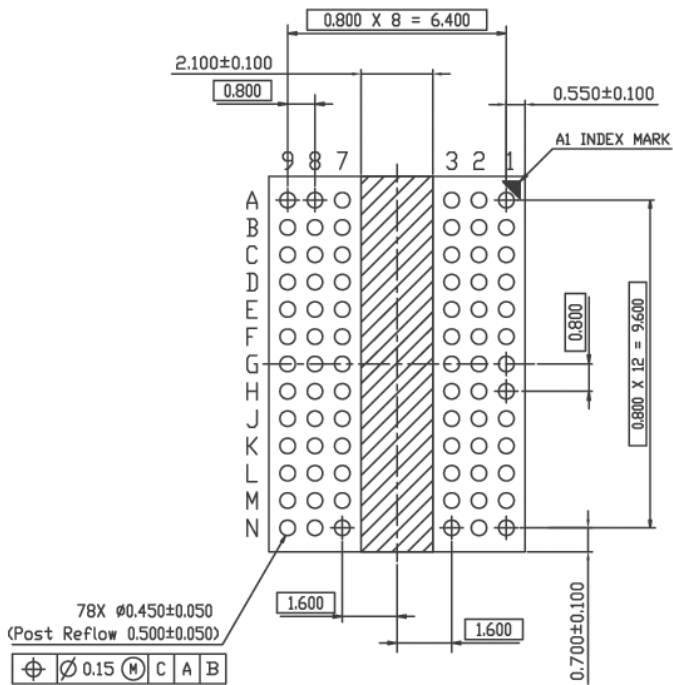 0.800 X 8 = 6.400
2.100±0.100
0.800
0.550±0.100
A1 INDEX MARK
9 8 7 3 2 1
A
B
C
D
E
F
G
H
J
K
L
M
N
0.800
0.800 X 12 = 9.600
1.600
1.600
0.700±0.100
78X Ø0.450±0.050
(Post Reflow 0.500±0.050)
⌖ Ø 0.15 Ⓜ C A B